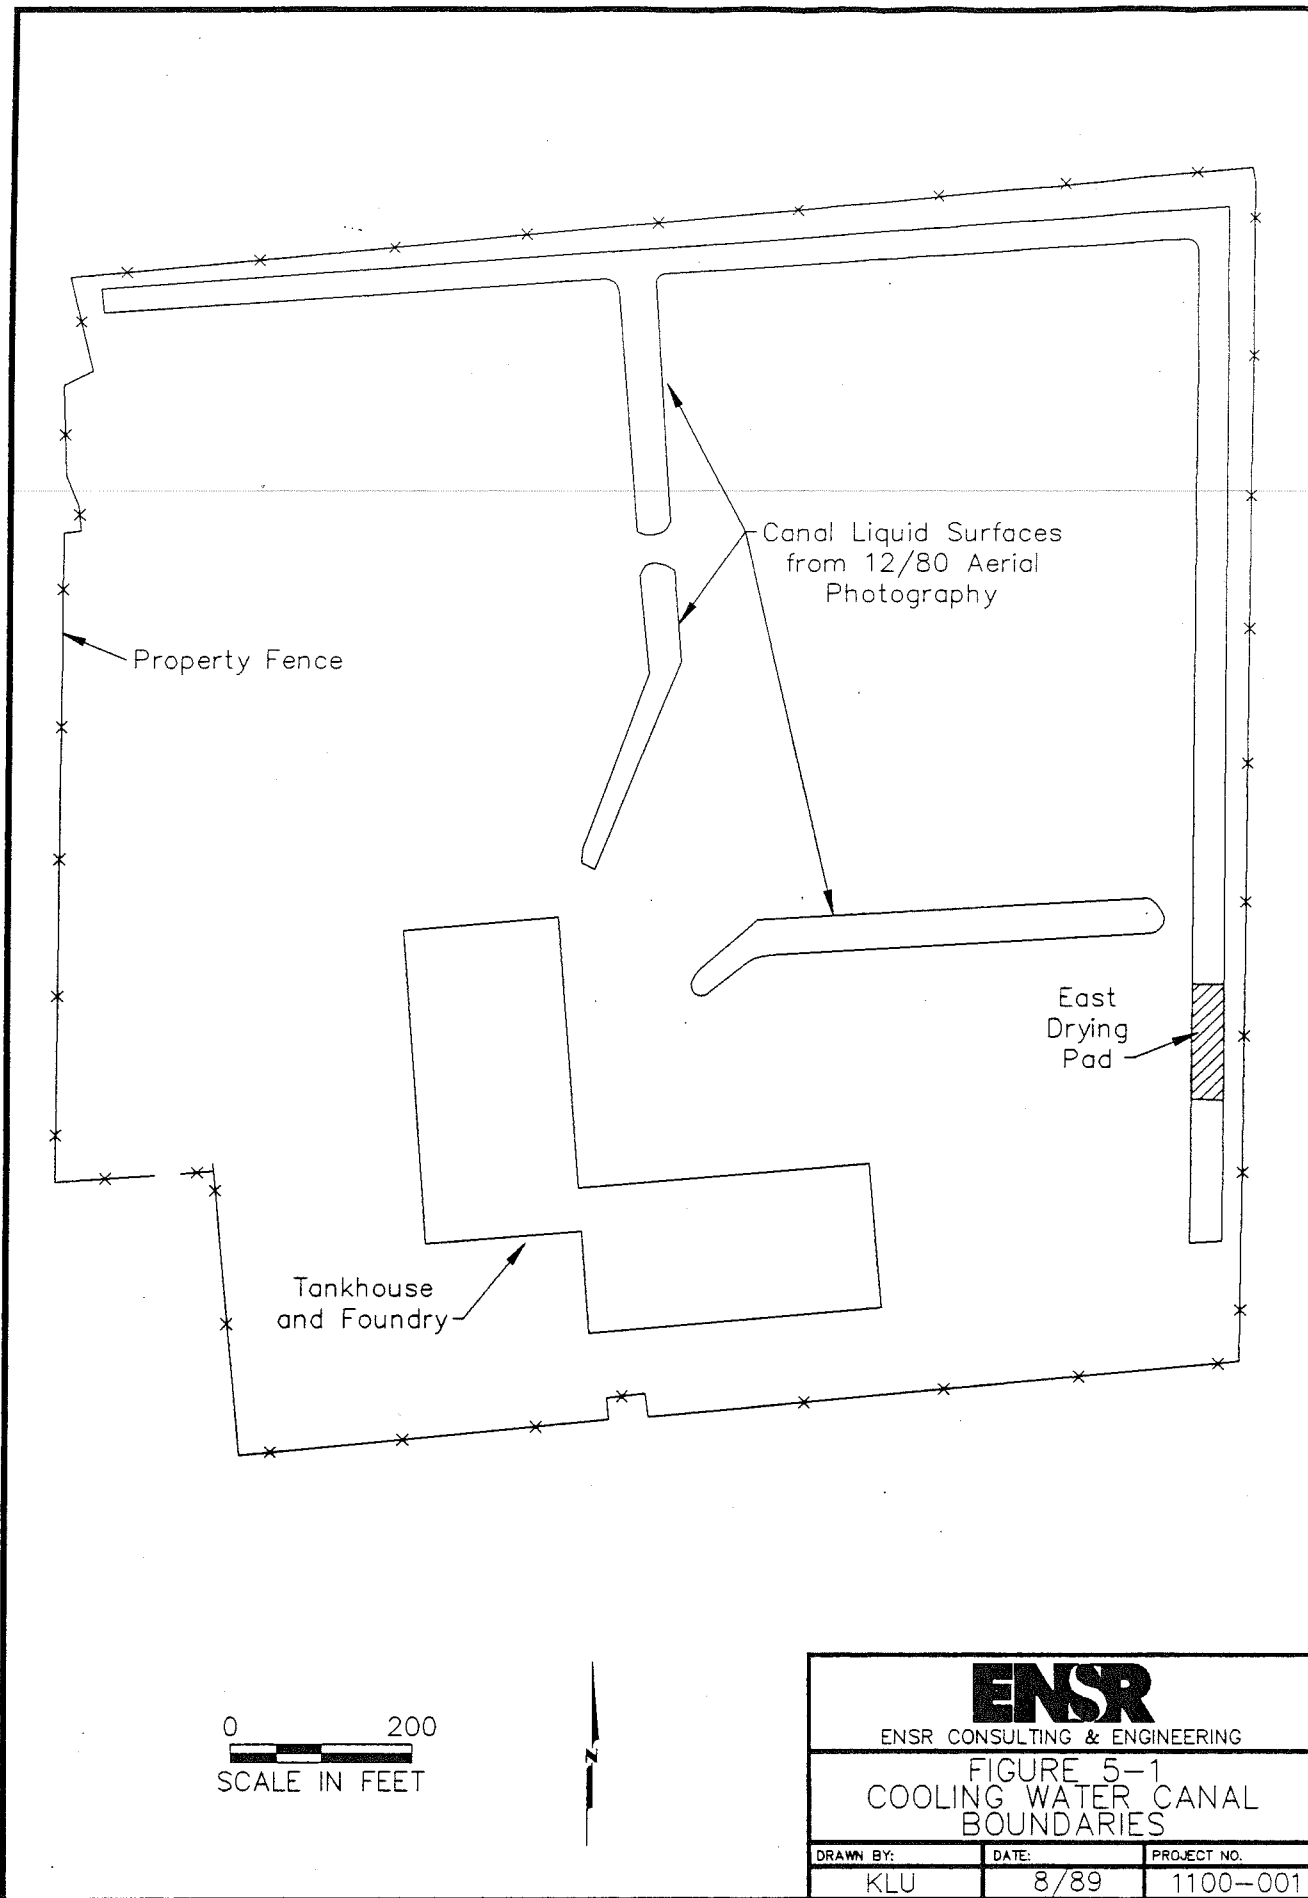 Canal Liquid Surfaces
from 12/80 Aerial
Photography
Property Fence
East
Drying
Pad
Tankhouse
and Foundry
0 200
SCALE IN FEET
N
ENSR
ENSR CONSULTING & ENGINEERING
FIGURE 5-1
COOLING WATER CANAL
BOUNDARIES
DRAWN BY: DATE: PROJECT NO.
KLU 8/89 1100-001